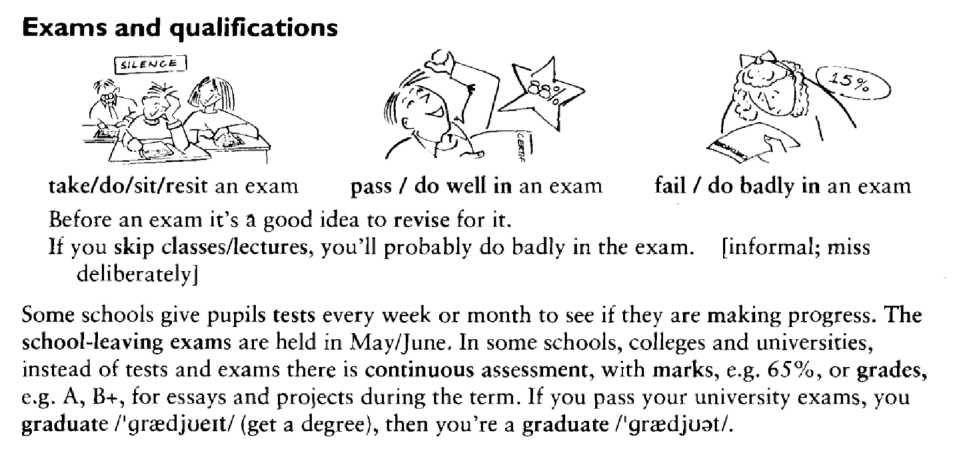 Exams and qualifications
SILENCE
88%
CERTIF
15%
take/do/sit/resit an exam
pass / do well in an exam
fail / do badly in an exam
Before an exam it's a good idea to revise for it.
If you skip classes/lectures, you'll probably do badly in the exam. [informal; miss
deliberately]
Some schools give pupils tests every week or month to see if they are making progress. The
school-leaving exams are held in May/June. In some schools, colleges and universities,
instead of tests and exams there is continuous assessment, with marks, e.g. 65%, or grades,
e.g. A, B+, for essays and projects during the term. If you pass your university exams, you
graduate /ˈgrædjʊeɪt/ (get a degree), then you're a graduate /ˈgrædjʊət/.